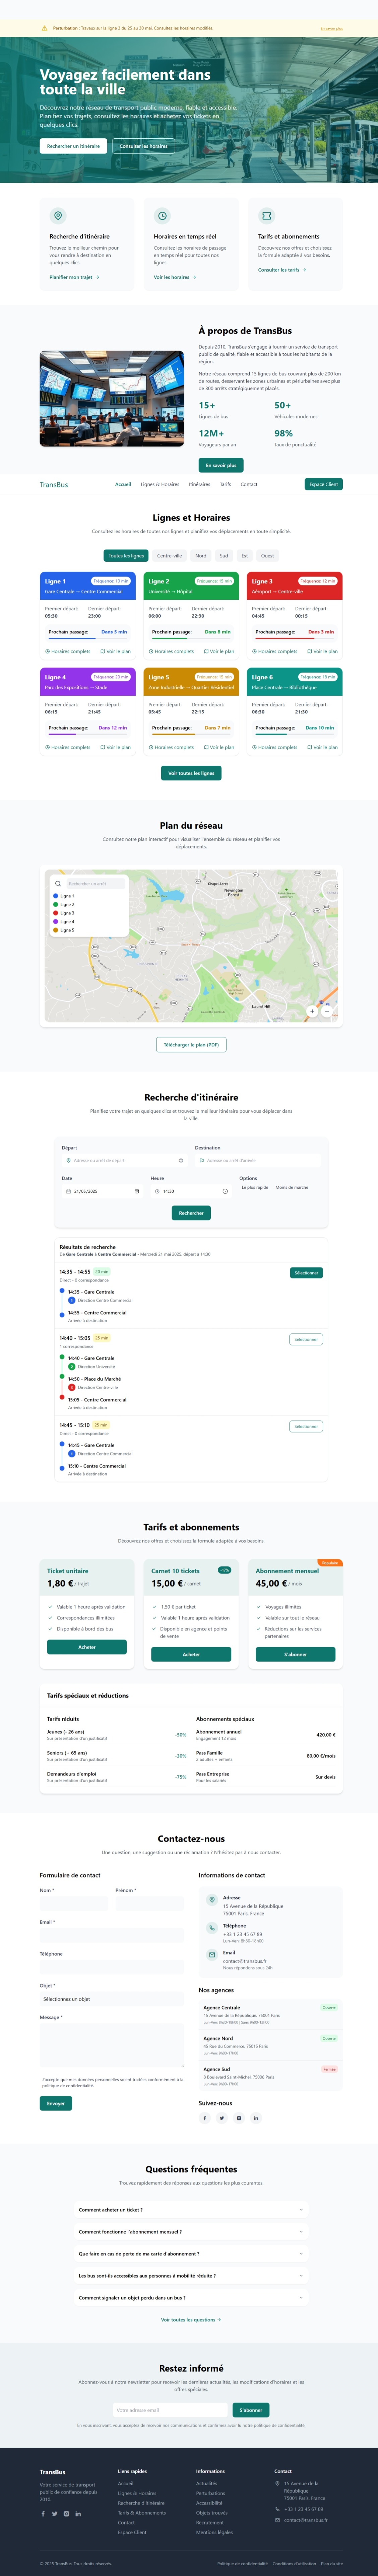 Perturbation : Travaux sur la ligne 3 du 25 au 30 mai. Consultez les horaires modifiés.
En savoir plus
Voyagez facilement dans
toute la ville
Découvrez notre réseau de transport public moderne, fiable et accessible.
Planifiez vos trajets, consultez les horaires et achetez vos tickets en
quelques clics.
Rechercher un itinéraire
Consulter les horaires
Recherche d'itinéraire
Trouvez le meilleur chemin pour
vous rendre à destination en
quelques clics.
Planifier mon trajet →
Horaires en temps réel
Consultez les horaires de passage
en temps réel pour toutes nos
lignes.
Voir les horaires →
Tarifs et abonnements
Découvrez nos offres et choisissez
la formule adaptée à vos besoins.
Consulter les tarifs →
À propos de TransBus
Depuis 2010, TransBus s'engage à fournir un service de transport
public de qualité, fiable et accessible à tous les habitants de la
région.
Notre réseau comprend 15 lignes de bus couvrant plus de 200 km
de routes, desservant les zones urbaines et périurbaines avec plus
de 300 arrêts stratégiquement placés.
15+
Lignes de bus
50+
Véhicules modernes
12M+
Voyageurs par an
98%
Taux de ponctualité
En savoir plus
TransBus
Accueil
Lignes & Horaires
Itinéraires
Tarifs
Contact
Espace Client
Lignes et Horaires
Consultez les horaires de toutes nos lignes et planifiez vos déplacements en toute simplicité.
Toutes les lignes
Centre-ville
Nord
Sud
Est
Ouest
Ligne 1
Fréquence: 10 min
Gare Centrale → Centre Commercial
Premier départ:
05:30
Dernier départ:
23:00
Prochain passage:
Dans 5 min
Horaires complets
Voir le plan
Ligne 2
Fréquence: 15 min
Université → Hôpital
Premier départ:
06:00
Dernier départ:
22:30
Prochain passage:
Dans 8 min
Horaires complets
Voir le plan
Ligne 3
Fréquence: 12 min
Aéroport → Centre-ville
Premier départ:
04:45
Dernier départ:
00:15
Prochain passage:
Dans 3 min
Horaires complets
Voir le plan
Ligne 4
Fréquence: 20 min
Parc des Expositions → Stade
Premier départ:
06:15
Dernier départ:
21:45
Prochain passage:
Dans 12 min
Horaires complets
Voir le plan
Ligne 5
Fréquence: 15 min
Zone Industrielle → Quartier Résidentiel
Premier départ:
05:45
Dernier départ:
22:15
Prochain passage:
Dans 7 min
Horaires complets
Voir le plan
Ligne 6
Fréquence: 18 min
Place Centrale → Bibliothèque
Premier départ:
06:30
Dernier départ:
21:30
Prochain passage:
Dans 10 min
Horaires complets
Voir le plan
Voir toutes les lignes
Plan du réseau
Consultez notre plan interactif pour visualiser l'ensemble du réseau et planifier vos
déplacements.
Rechercher un arrêt
Ligne 1
Ligne 2
Ligne 3
Ligne 4
Ligne 5
Laurel Hill
Télécharger le plan (PDF)
Recherche d'itinéraire
Planifiez votre trajet en quelques clics et trouvez le meilleur itinéraire pour vous déplacer dans
la ville.
Départ
Adresse ou arrêt de départ
Destination
Adresse ou arrêt d'arrivée
Date
21/05/2025
Heure
14:30
Options
Le plus rapide
Moins de marche
Rechercher
Résultats de recherche
De Gare Centrale à Centre Commercial - Mercredi 21 mai 2025, départ à 14:30
14:35 - 14:55
20 min
Sélectionner
Direct - 0 correspondance
14:35 - Gare Centrale
1 Direction Centre Commercial
14:55 - Centre Commercial
Arrivée à destination
14:40 - 15:05
25 min
Sélectionner
1 correspondance
14:40 - Gare Centrale
2 Direction Université
14:50 - Place du Marché
3 Direction Centre-ville
15:05 - Centre Commercial
Arrivée à destination
14:45 - 15:10
25 min
Sélectionner
Direct - 0 correspondance
14:45 - Gare Centrale
1 Direction Centre Commercial
15:10 - Centre Commercial
Arrivée à destination
Tarifs et abonnements
Découvrez nos offres et choisissez la formule adaptée à vos besoins.
Ticket unitaire
1,80 € / trajet
Valable 1 heure après validation
Correspondances illimitées
Disponible à bord des bus
Acheter
Carnet 10 tickets
15,00 € / carnet
1,50 € par ticket
Valable 1 heure après validation
Disponible en agence et points
de vente
Acheter
Populaire
Abonnement mensuel
45,00 € / mois
Voyages illimités
Valable sur tout le réseau
Réductions sur les services
partenaires
S'abonner
Tarifs spéciaux et réductions
Tarifs réduits
Jeunes (- 26 ans)
Sur présentation d'un justificatif
-50%
Seniors (+ 65 ans)
Sur présentation d'un justificatif
-30%
Demandeurs d'emploi
Sur présentation d'un justificatif
-75%
Abonnements spéciaux
Abonnement annuel
Engagement 12 mois
420,00 €
Pass Famille
2 adultes + enfants
80,00 €/mois
Pass Entreprise
Pour les salariés
Sur devis
Contactez-nous
Une question, une suggestion ou une réclamation ? N'hésitez pas à nous contacter.
Formulaire de contact
Nom *
Prénom *
Email *
Téléphone
Objet *
Sélectionnez un objet
Message *
J'accepte que mes données personnelles soient traitées conformément à la
politique de confidentialité.
Envoyer
Informations de contact
Adresse
15 Avenue de la République
75001 Paris, France
Téléphone
+33 1 23 45 67 89
Lun-Ven: 8h30-18h00
Email
contact@transbus.fr
Nous répondons sous 24h
Nos agences
Agence Centrale
Ouverte
15 Avenue de la République, 75001 Paris
Agence Nord
Ouverte
45 Rue du Commerce, 75015 Paris
Agence Sud
Fermée
8 Boulevard Saint-Michel, 75006 Paris
Suivez-nous
Questions fréquentes
Trouvez rapidement des réponses aux questions les plus courantes.
Comment acheter un ticket ?
Comment fonctionne l'abonnement mensuel ?
Que faire en cas de perte de ma carte d'abonnement ?
Les bus sont-ils accessibles aux personnes à mobilité réduite ?
Comment signaler un objet perdu dans un bus ?
Voir toutes les questions →
Restez informé
Abonnez-vous à notre newsletter pour recevoir les dernières actualités, les modifications d'horaires et les
offres spéciales.
Votre adresse email
S'abonner
En vous inscrivant, vous acceptez de recevoir nos communications et confirmez avoir lu notre politique de confidentialité.
TransBus
Votre service de transport
public de confiance depuis
2010.
Liens rapides
Accueil
Lignes & Horaires
Recherche d'itinéraire
Tarifs & Abonnements
Contact
Espace Client
Informations
Actualités
Perturbations
Accessibilité
Objets trouvés
Recrutement
Mentions légales
Contact
15 Avenue de la
République
75001 Paris, France
+33 1 23 45 67 89
contact@transbus.fr
© 2025 TransBus. Tous droits réservés.
Politique de confidentialité
Conditions d'utilisation
Plan du site